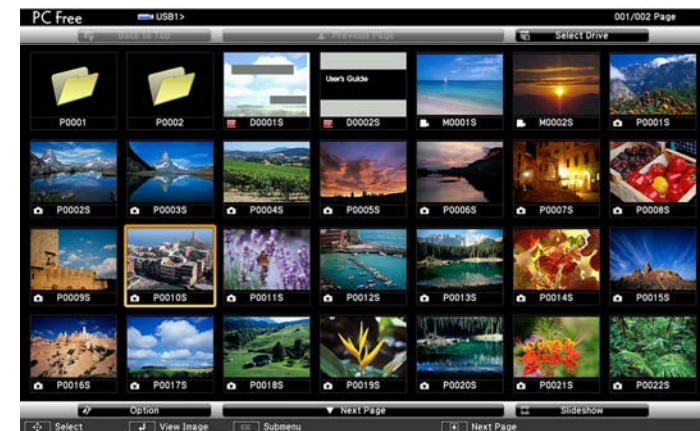 PC Free USB1> 001/002 Page
Back to Top ▲ Previous Page Select Drive
User's Guide
P0001 P0002 D0001S D0002S M0001S M0002S P0001S
P0002S P0003S P0004S P0005S P0006S P0007S P0008S
P0009S P0010S P0011S P0012S P0013S P0014S P0015S
P0016S P0017S P0018S P0019S P0020S P0021S P0022S
Option ▼ Next Page Slideshow
Select View Image Esc Submenu Next Page